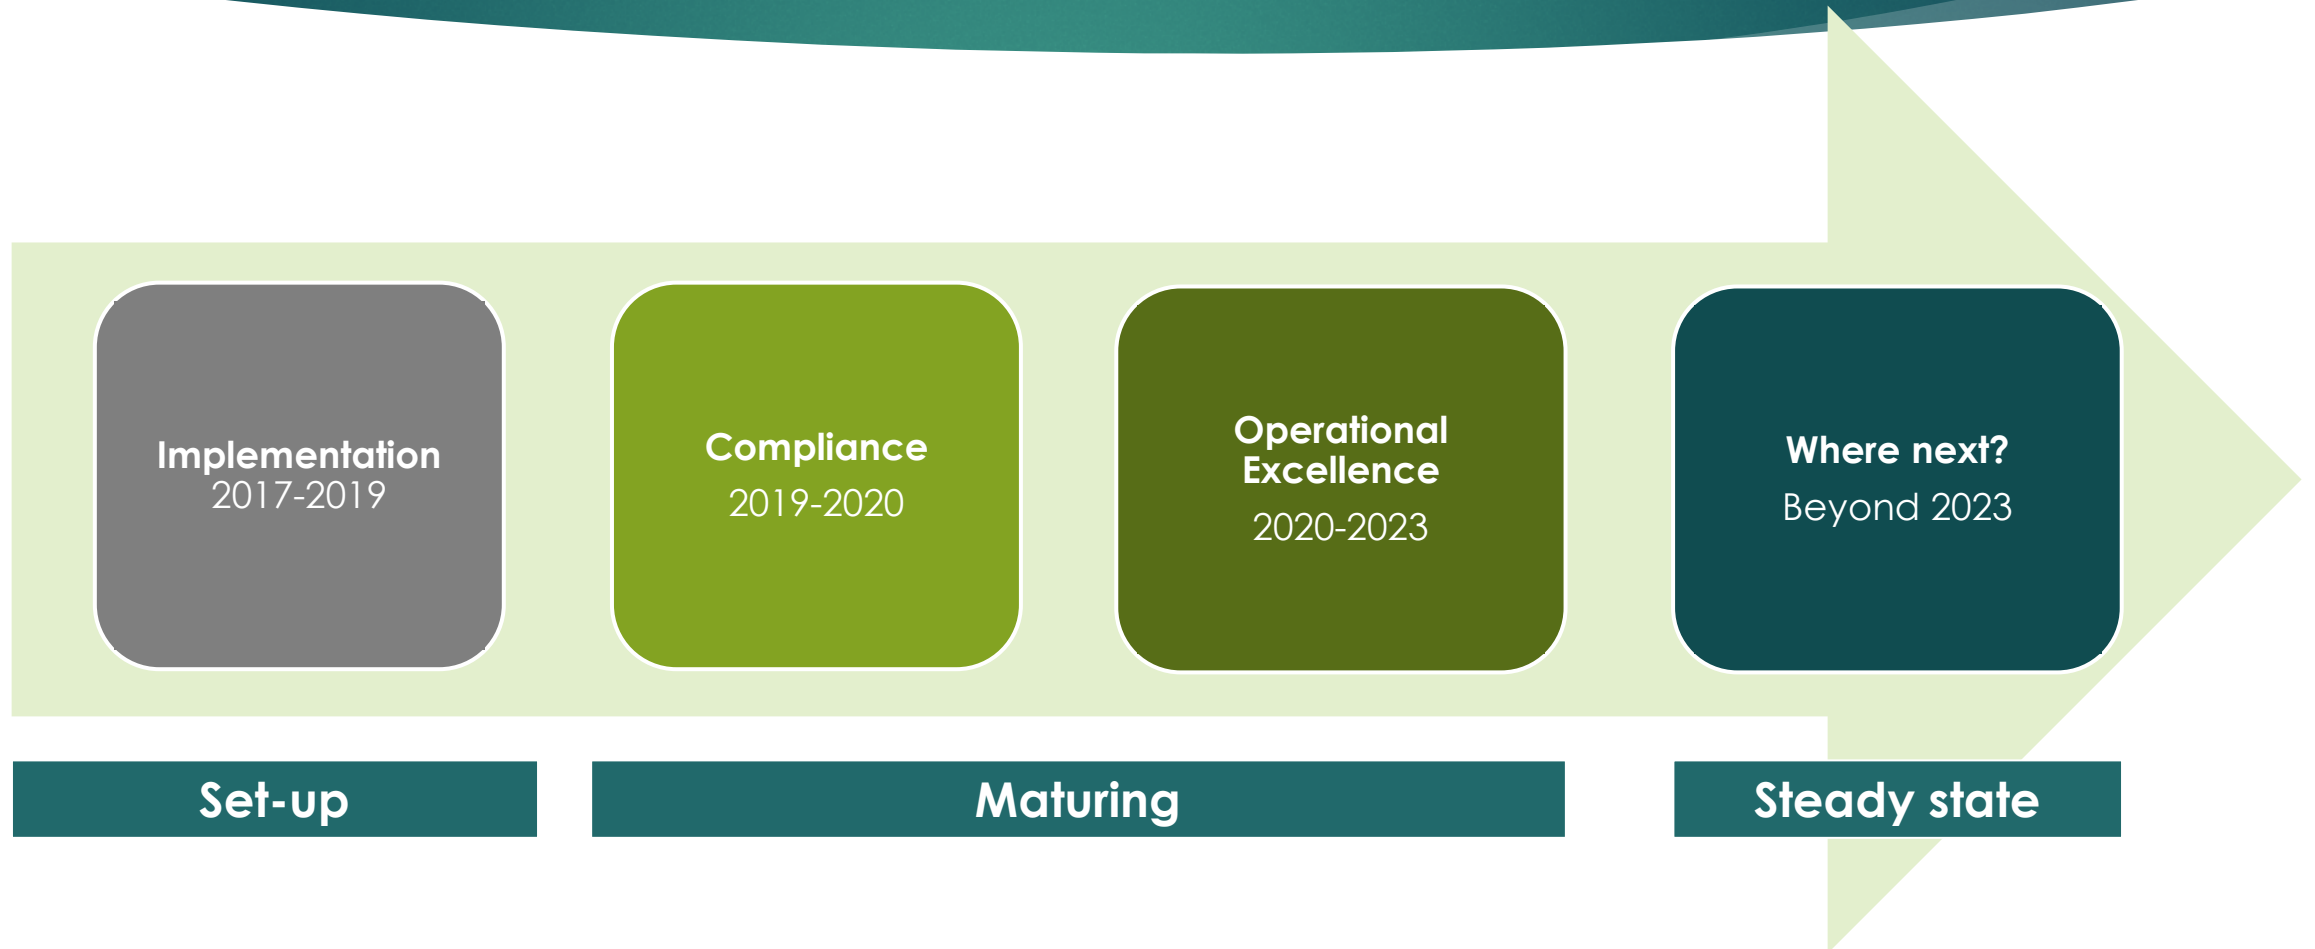 Implementation
2017-2019
Compliance
2019-2020
Operational
Excellence
2020-2023
Where next?
Beyond 2023
Set-up
Maturing
Steady state